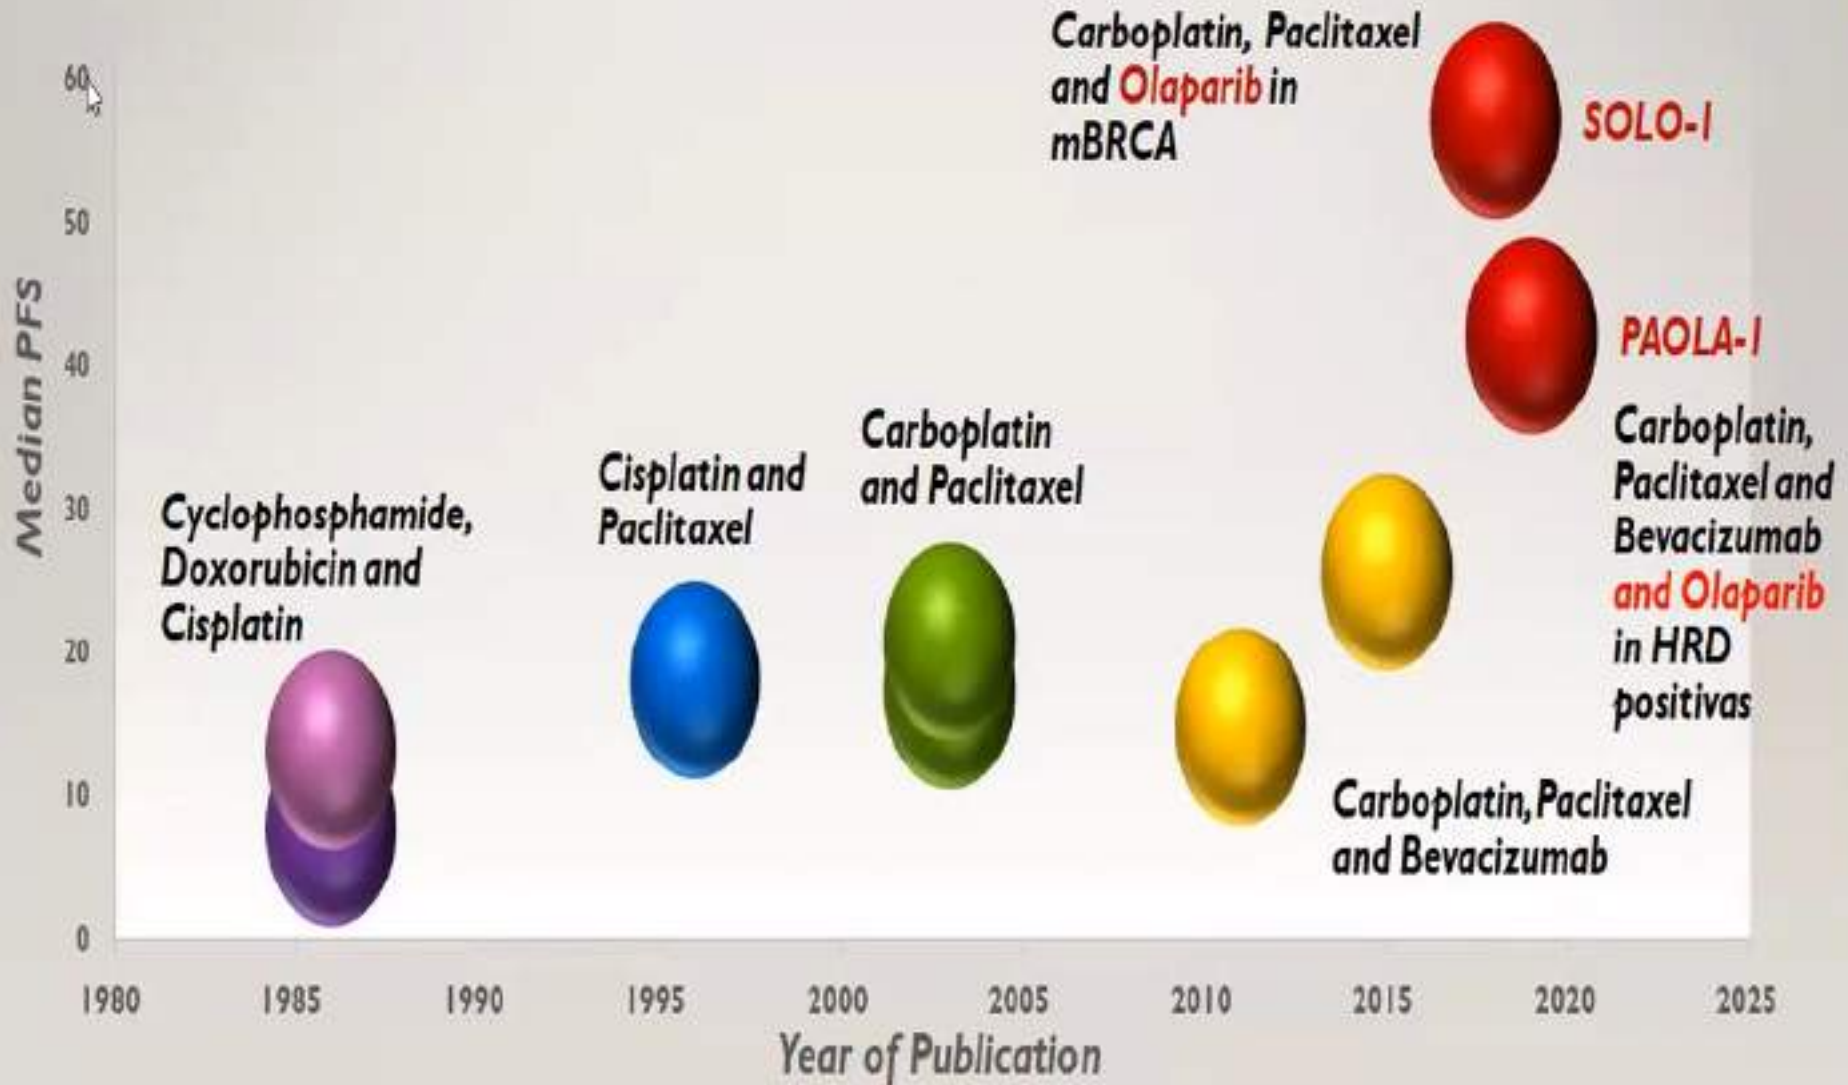 Carboplatin, Paclitaxel
and Olaparib in
mBRCA
SOLO-1
PAOLA-1
Carboplatin,
Paclitaxel and
Bevacizumab
and Olaparib
in HRD
positivas
Carboplatin
and Paclitaxel
Cisplatin and
Paclitaxel
Cyclophosphamide,
Doxorubicin and
Cisplatin
Carboplatin, Paclitaxel
and Bevacizumab
Median PFS
60
50
40
30
20
10
0
1980 1985 1990 1995 2000 2005 2010 2015 2020 2025
Year of Publication